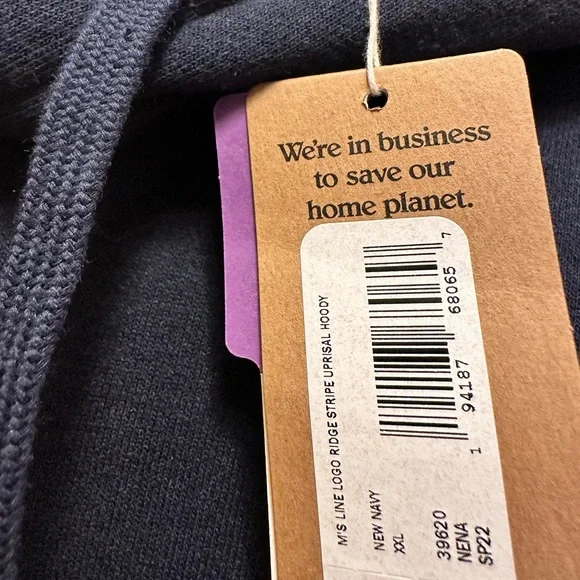 We're in business
to save our
home planet.
M'S LINE LOGO RIDGE STRIPE UPRISAL HOODY
NEW NAVY
XXL
39620
NENA
SP22
1 94187 68065 7